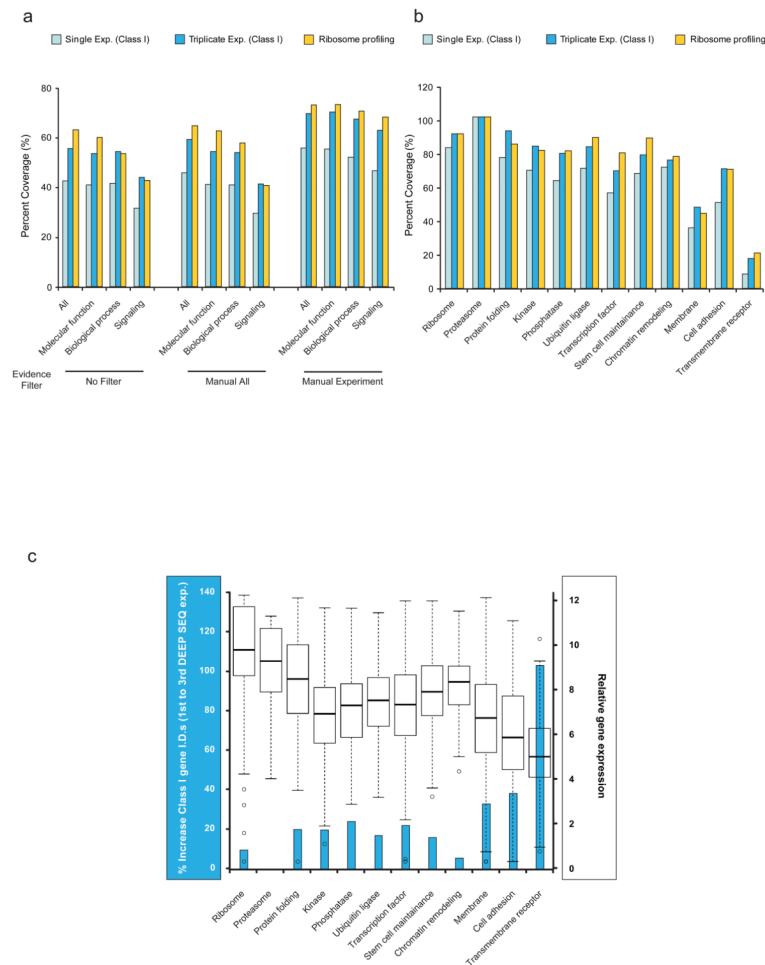 a
Single Exp. (Class I) Triplicate Exp. (Class I) Ribosome profiling
Percent Coverage (%)
80
60
40
20
0
All
Molecular function
Biological process
Signaling
All
Molecular function
Biological process
Signaling
All
Molecular function
Biological process
Signaling
Evidence
Filter
No Filter Manual All Manual Experiment
b
Single Exp. (Class I) Triplicate Exp. (Class I) Ribosome profiling
Percent Coverage (%)
120
100
80
60
40
20
0
Ribosome
Proteasome
Protein folding
Kinase
Phosphatase
Ubiquitin ligase
Transcription factor
Stem cell maintainance
Chromatin remodeling
Membrane
Cell adhesion
Transmembrane receptor
c
% Increase Class I gene I.D.s (1st to 3rd DEEP SEQ exp.)
140
120
100
80
60
40
20
0
12
10
8
6
4
2
0
Relative gene expression
Ribosome
Proteasome
Protein folding
Kinase
Phosphatase
Ubiquitin ligase
Transcription factor
Stem cell maintainance
Chromatin remodeling
Membrane
Cell adhesion
Transmembrane receptor